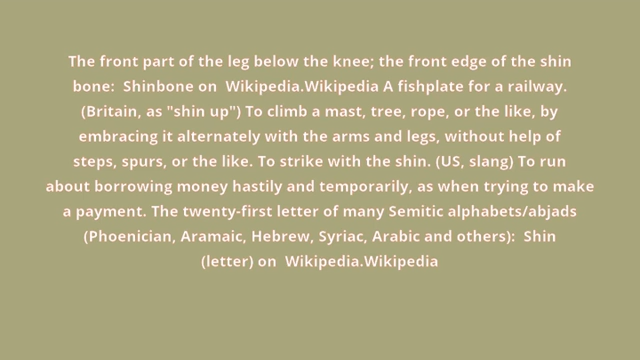 The front part of the leg below the knee; the front edge of the shin
bone:  Shinbone on  Wikipedia.Wikipedia A fishplate for a railway.
(Britain, as "shin up") To climb a mast, tree, rope, or the like, by
embracing it alternately with the arms and legs, without help of
steps, spurs, or the like. To strike with the shin. (US, slang) To run
about borrowing money hastily and temporarily, as when trying to make
a payment. The twenty-first letter of many Semitic alphabets/abjads
(Phoenician, Aramaic, Hebrew, Syriac, Arabic and others):  Shin
(letter) on  Wikipedia.Wikipedia